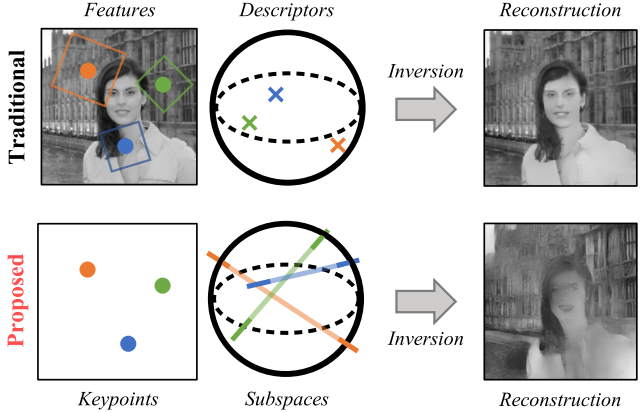 Features
Descriptors
Reconstruction
Traditional
Inversion
Proposed
Inversion
Keypoints
Subspaces
Reconstruction